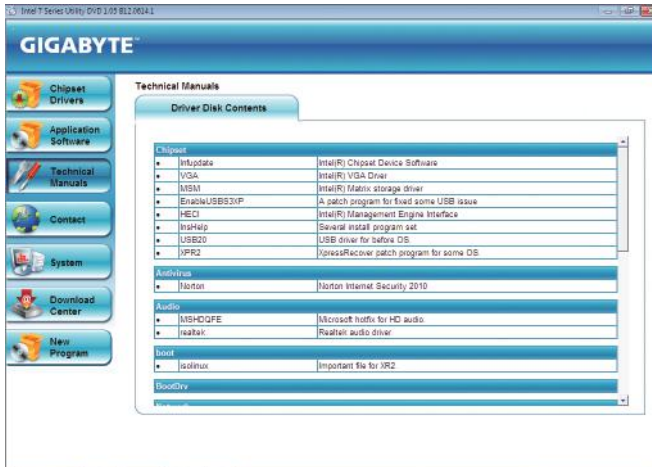 Intel 7 Series Utility DVD 1.05 B12.0614.1
GIGABYTE™
Chipset
Drivers
Application
Software
Technical
Manuals
Contact
System
Download
Center
New
Program
Technical Manuals
Driver Disk Contents
Chipset
• Infupdate Intel(R) Chipset Device Software
• VGA Intel(R) VGA Driver
• MSM Intel(R) Matrix storage driver
• EnableUSBS3XP A patch program for fixed some USB issue
• HECI Intel(R) Management Engine Interface
• InsHelp Several install program set
• USB20 USB driver for before OS.
• XPR2 XpressRecover patch program for some OS.
Antivirus
• Norton Norton Internet Security 2010
Audio
• MSHDQFE Microsoft hotfix for HD audio.
• realtek Realtek audio driver
boot
• isolinux Important file for XR2.
BootDrv